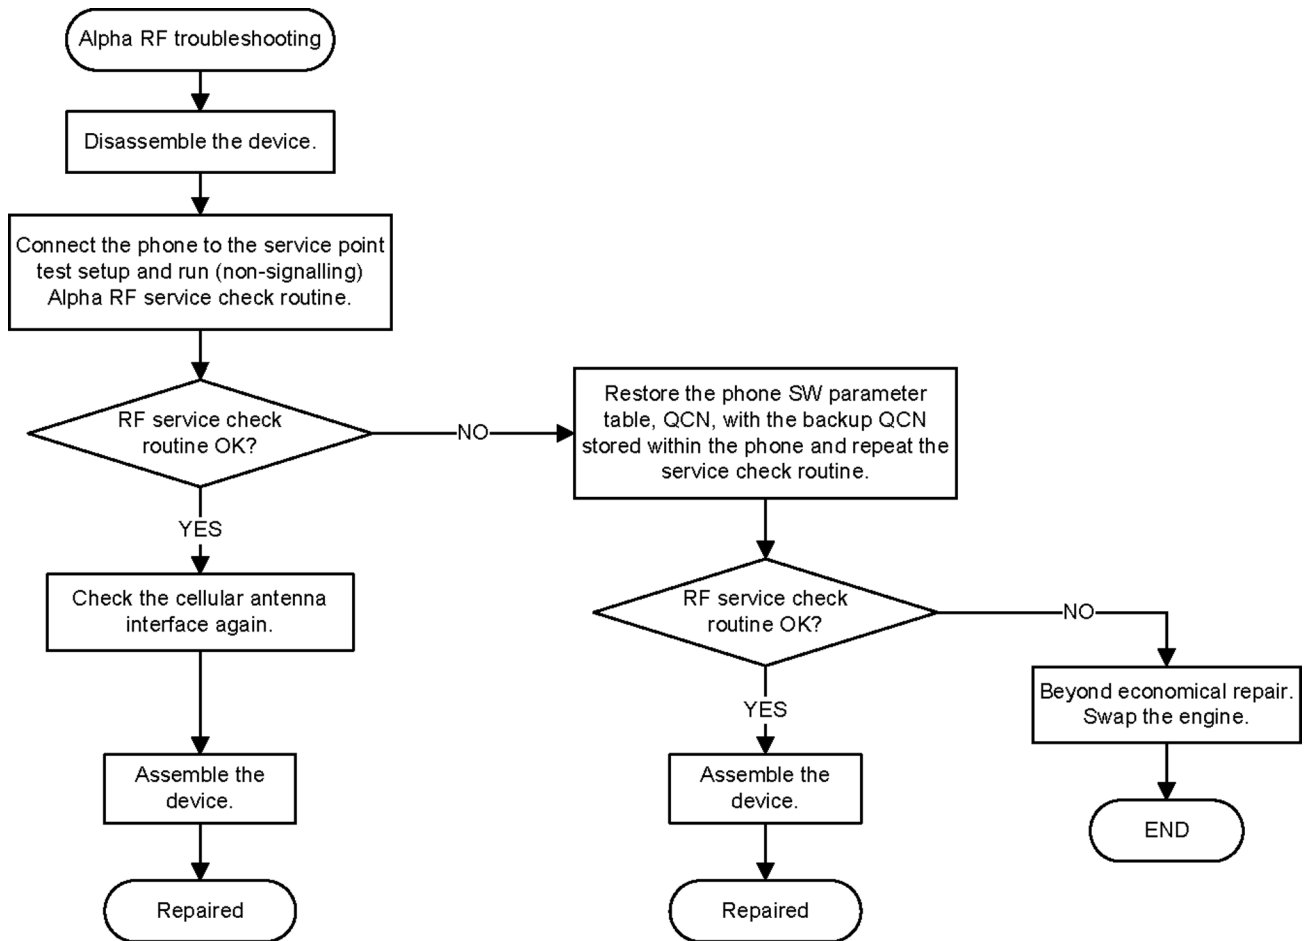 Alpha RF troubleshooting
Disassemble the device.
Connect the phone to the service point
test setup and run (non-signalling)
Alpha RF service check routine.
RF service check
routine OK?
NO
Restore the phone SW parameter
table, QCN, with the backup QCN
stored within the phone and repeat the
service check routine.
YES
Check the cellular antenna
interface again.
RF service check
routine OK?
NO
Beyond economical repair.
Swap the engine.
YES
Assemble the
device.
Assemble the
device.
END
Repaired
Repaired